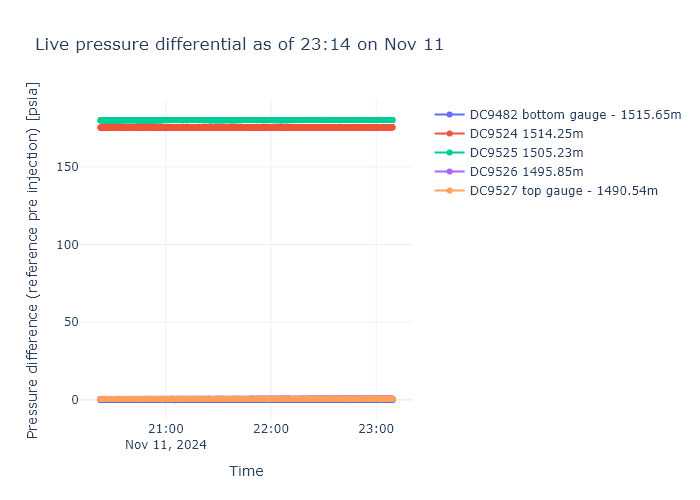 Live pressure differential as of 23:14 on Nov 11
Pressure difference (reference pre injection) [psia]
150
100
50
0
21:00
Nov 11, 2024
22:00
23:00
Time
DC9482 bottom gauge - 1515.65m
DC9524 1514.25m
DC9525 1505.23m
DC9526 1495.85m
DC9527 top gauge - 1490.54m